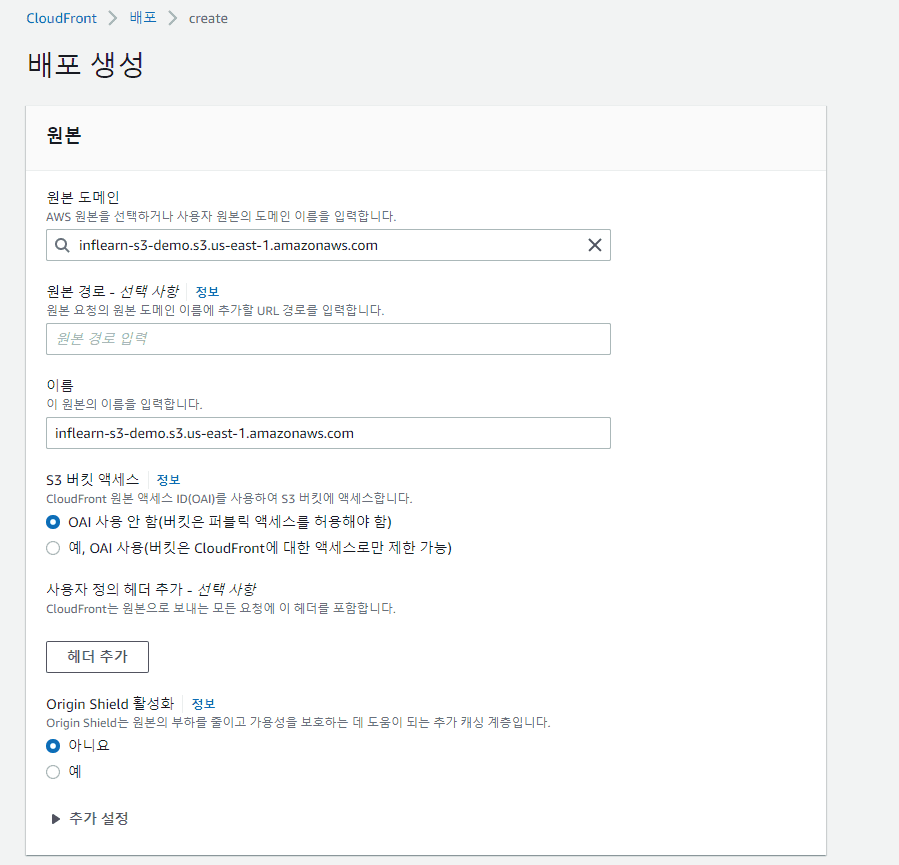 CloudFront > 배포 > create
배포 생성
원본
원본 도메인
AWS 원본을 선택하거나 사용자 원본의 도메인 이름을 입력합니다.
inflearn-s3-demo.s3.us-east-1.amazonaws.com
원본 경로 - 선택 사항 정보
원본 요청의 원본 도메인 이름에 추가할 URL 경로를 입력합니다.
원본 경로 입력
이름
이 원본의 이름을 입력합니다.
inflearn-s3-demo.s3.us-east-1.amazonaws.com
S3 버킷 액세스 정보
CloudFront 원본 액세스 ID(OAI)를 사용하여 S3 버킷에 액세스합니다.
OAI 사용 안 함(버킷은 퍼블릭 액세스를 허용해야 함)
예, OAI 사용(버킷은 CloudFront에 대한 액세스로만 제한 가능)
사용자 정의 헤더 추가 - 선택 사항
CloudFront는 원본으로 보내는 모든 요청에 이 헤더를 포함합니다.
헤더 추가
Origin Shield 활성화 정보
Origin Shield는 원본의 부하를 줄이고 가용성을 보호하는 데 도움이 되는 추가 캐싱 계층입니다.
아니요
예
추가 설정